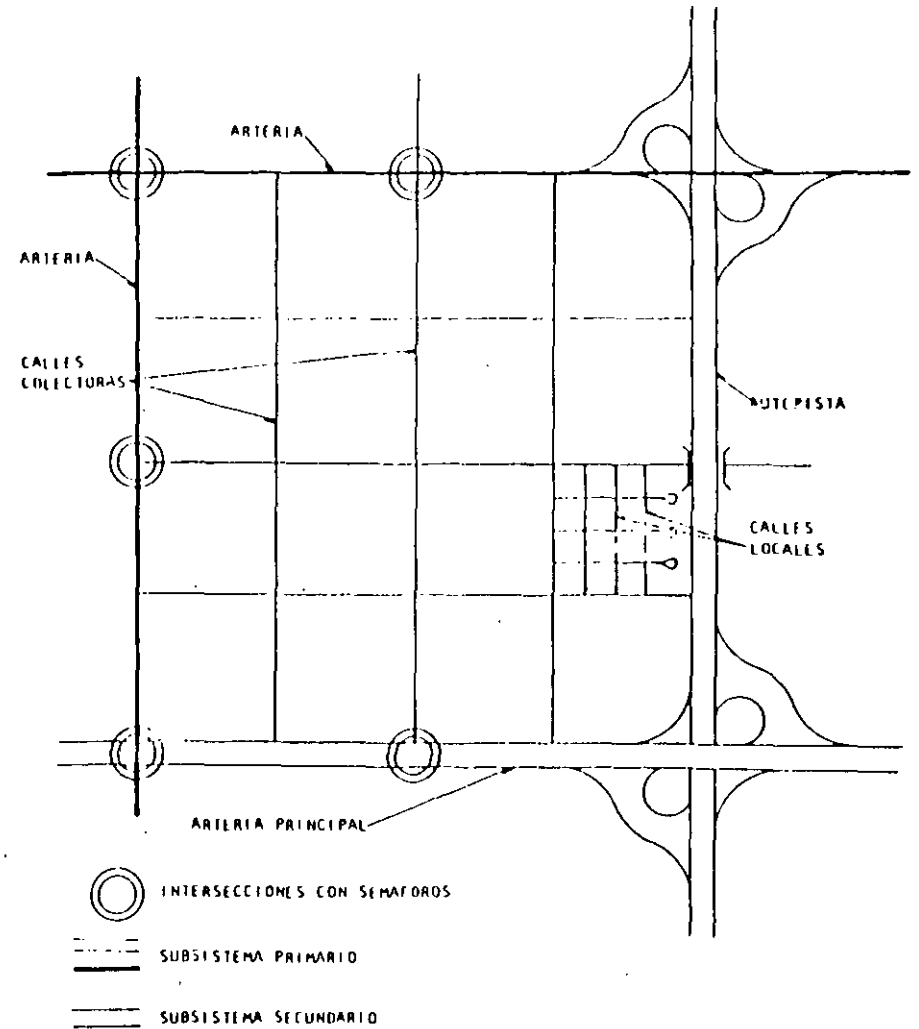 ARTERIA
ARTERIA
CALLES
COLECTORAS
AUTOPISTA
CALLES
LOCALES
ARTERIA PRINCIPAL
INTERSECCIONES CON SEMAFOROS
SUBSISTEMA PRIMARIO
SUBSISTEMA SECUNDARIO